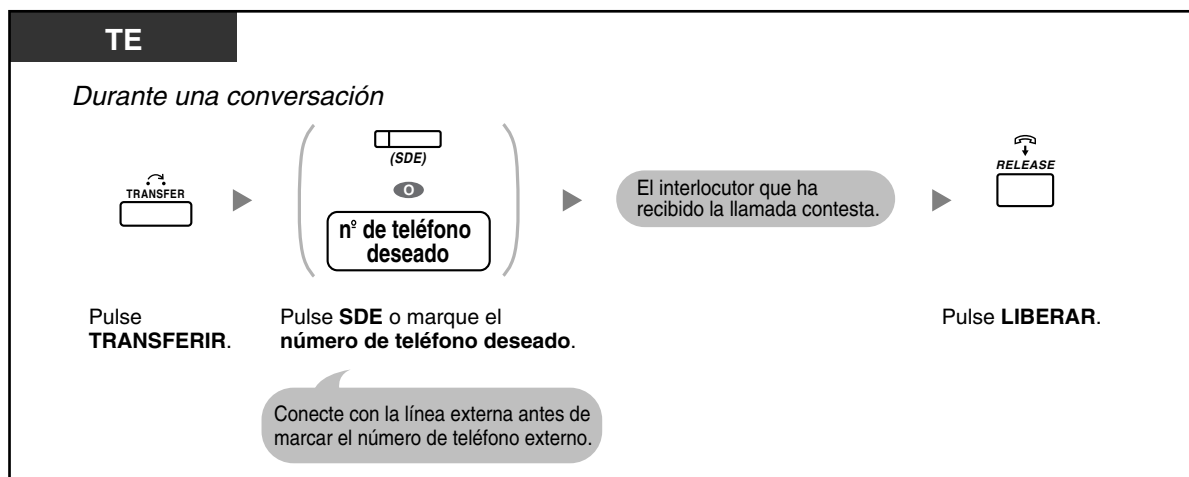 TE
Durante una conversación
TRANSFER
(SDE)
O
nº de teléfono
deseado
El interlocutor que ha
recibido la llamada contesta.
RELEASE
Pulse
TRANSFERIR.
Pulse SDE o marque el
número de teléfono deseado.
Pulse LIBERAR.
Conecte con la línea externa antes de
marcar el número de teléfono externo.